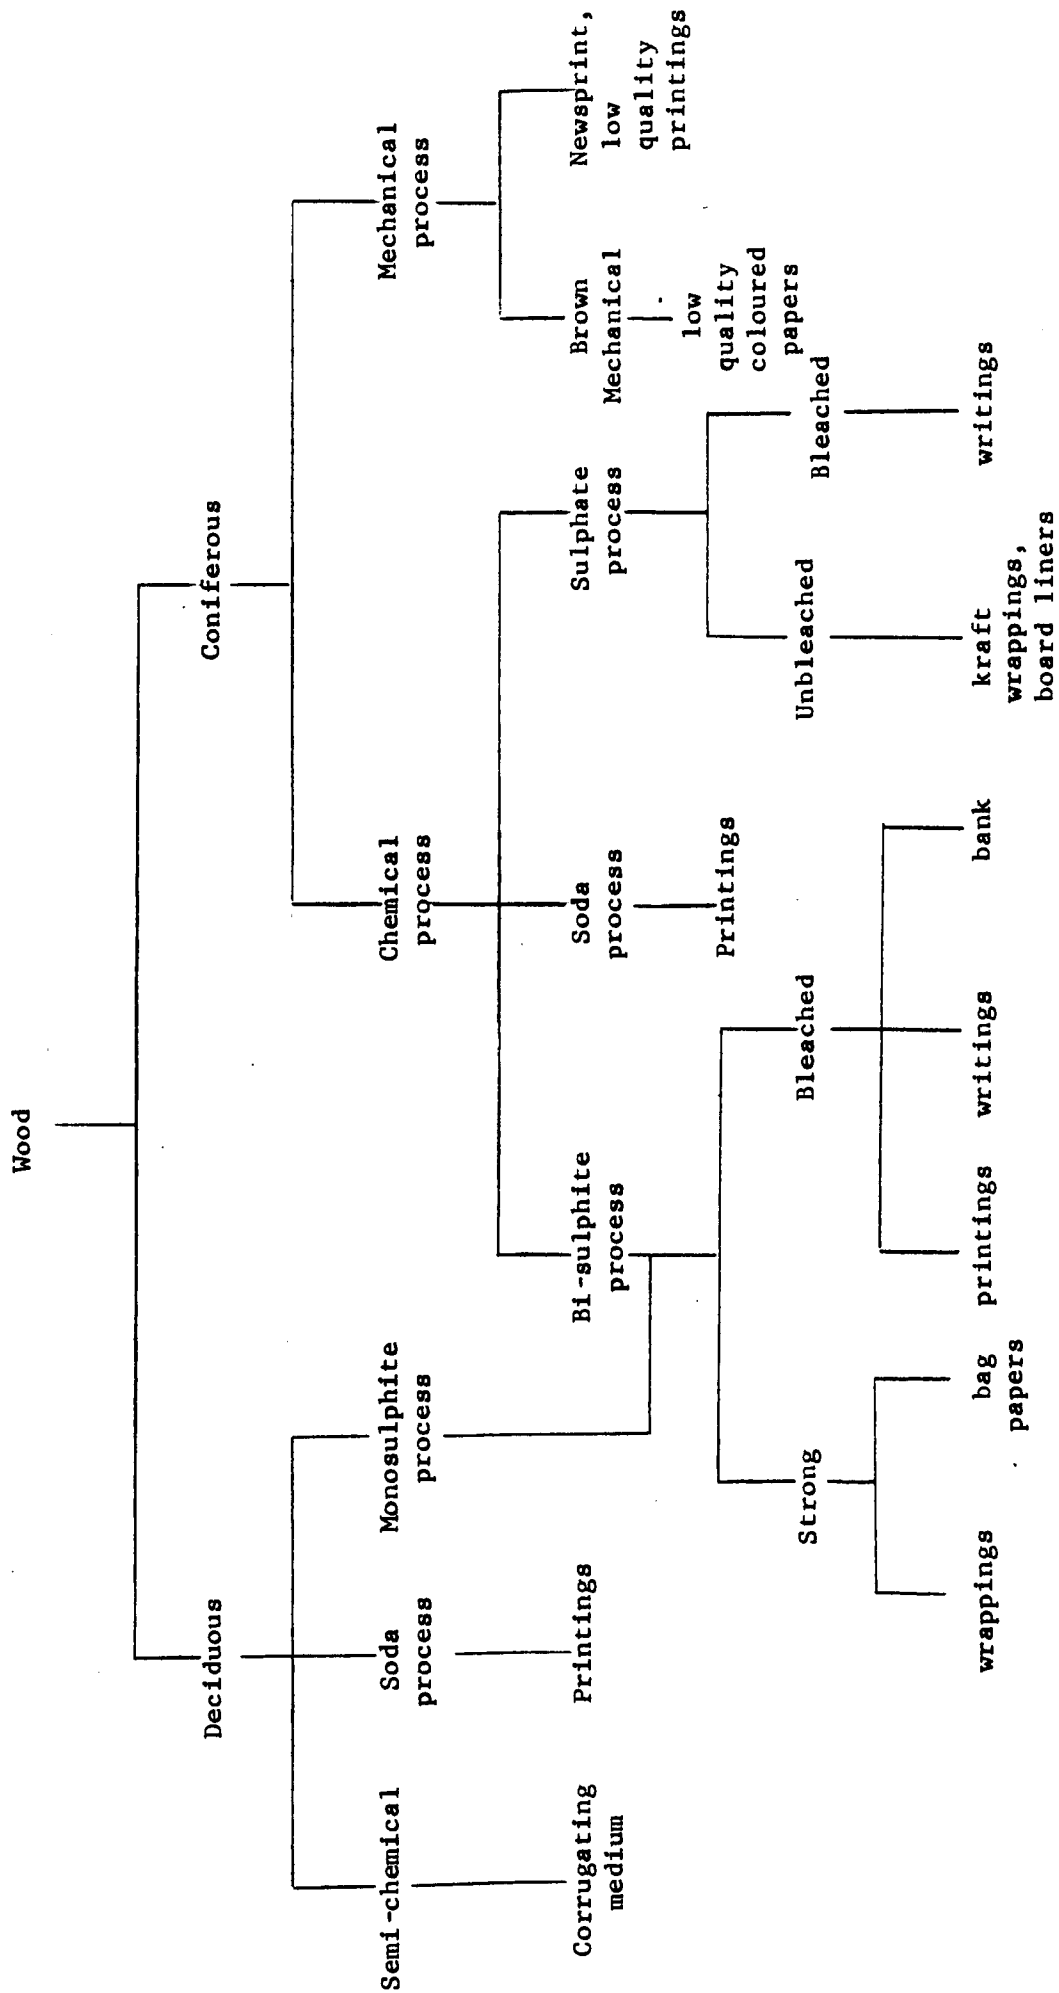 Wood
Deciduous
Coniferous
Semi-chemical
Soda
process
Monosulphite
process
Chemical
process
Mechanical
process
Corrugating
medium
Printings
Bi-sulphite
process
Soda
process
Sulphate
process
Brown
Mechanical
Newsprint,
low
quality
printings
Printings
low
quality
coloured
papers
Strong
Bleached
Unbleached
Bleached
wrappings
bag
papers
printings
writings
bank
kraft
wrappings,
board liners
writings